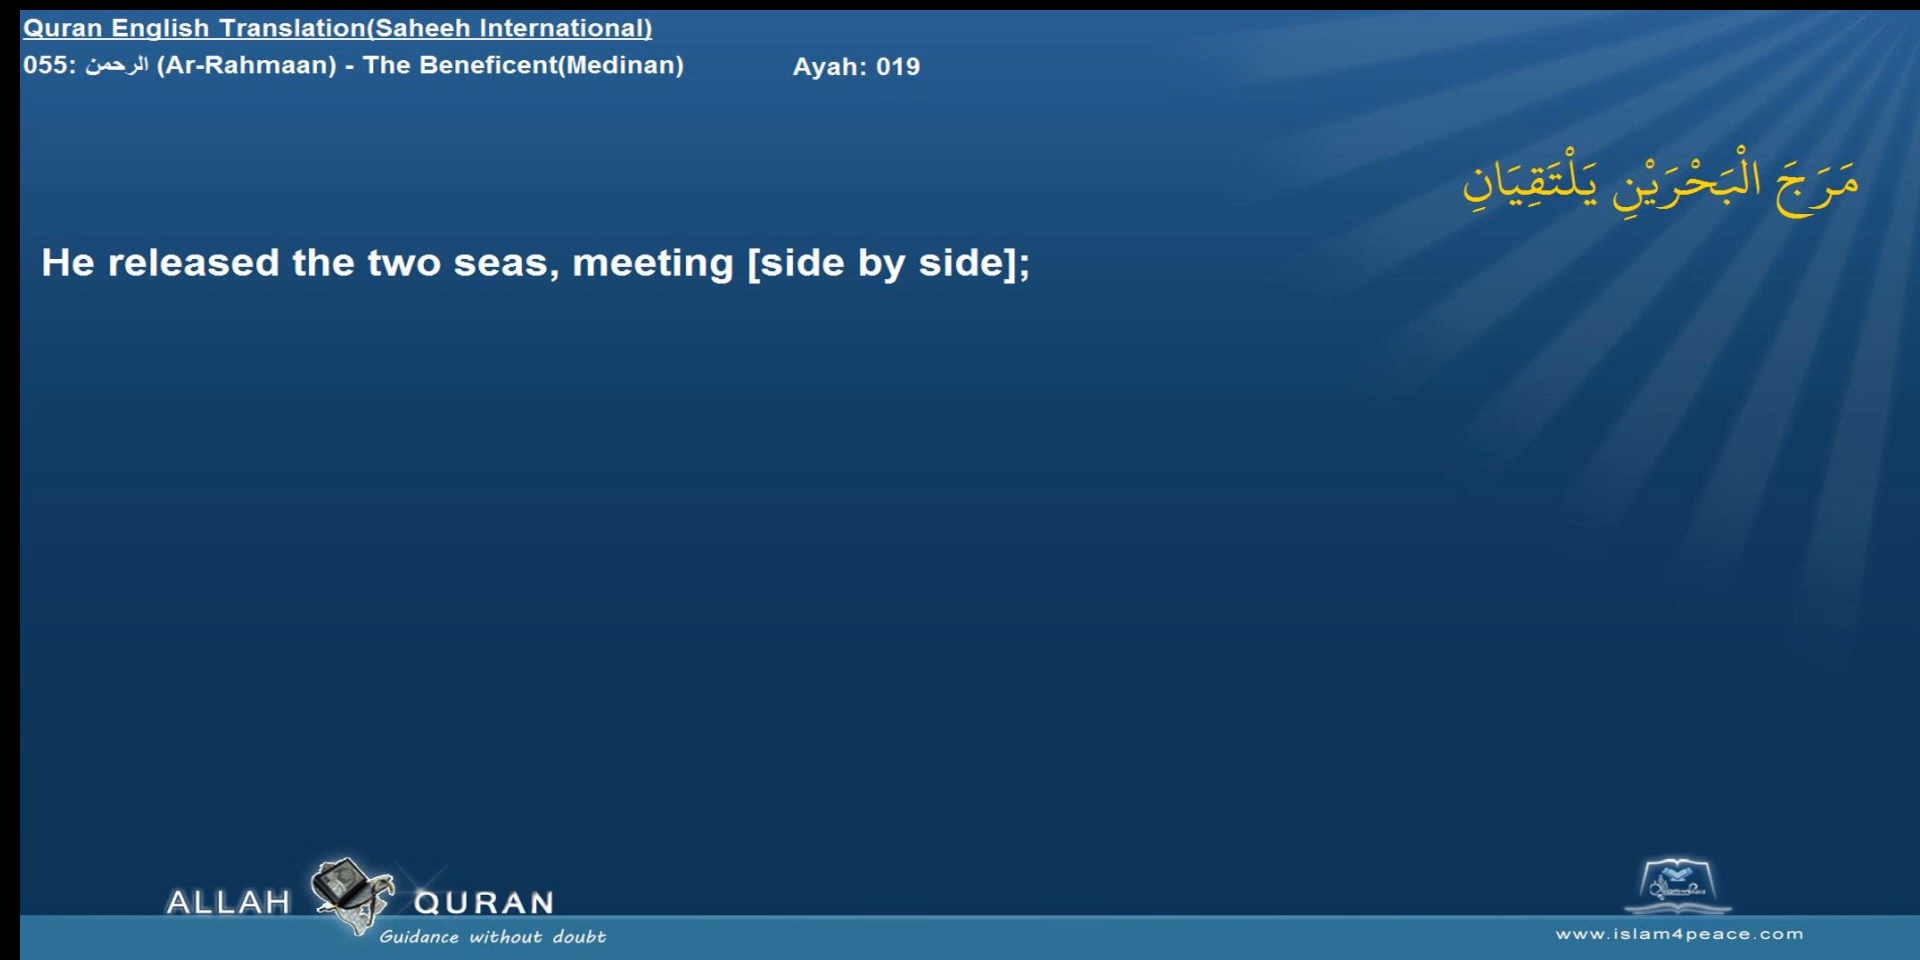 Quran English Translation(Saheeh International)
055: الرحمن (Ar-Rahmaan) - The Beneficent(Medinan) Ayah: 019
مَرَجَ الْبَحْرَيْنِ يَلْتَقِيَانِ
He released the two seas, meeting [side by side];
ALLAH QURAN
Guidance without doubt
www.islam4peace.com